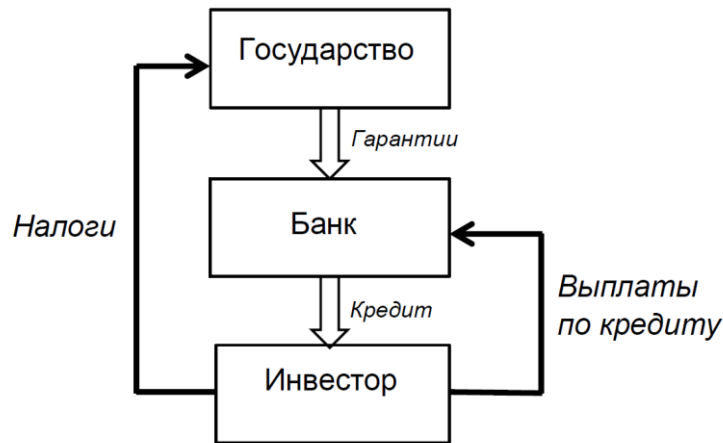 Государство
Гарантии
Налоги
Банк
Выплаты
по кредиту
Кредит
Инвестор